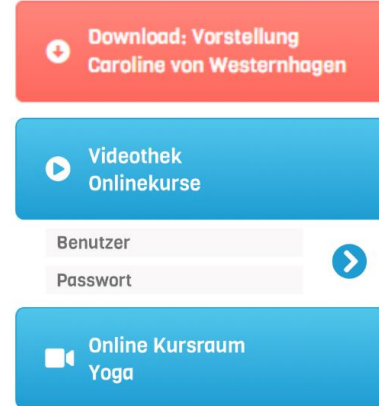 Download: Vorstellung
Caroline von Westernhagen
Videothek
Onlinekurse
Benutzer
Passwort
Online Kursraum
Yoga